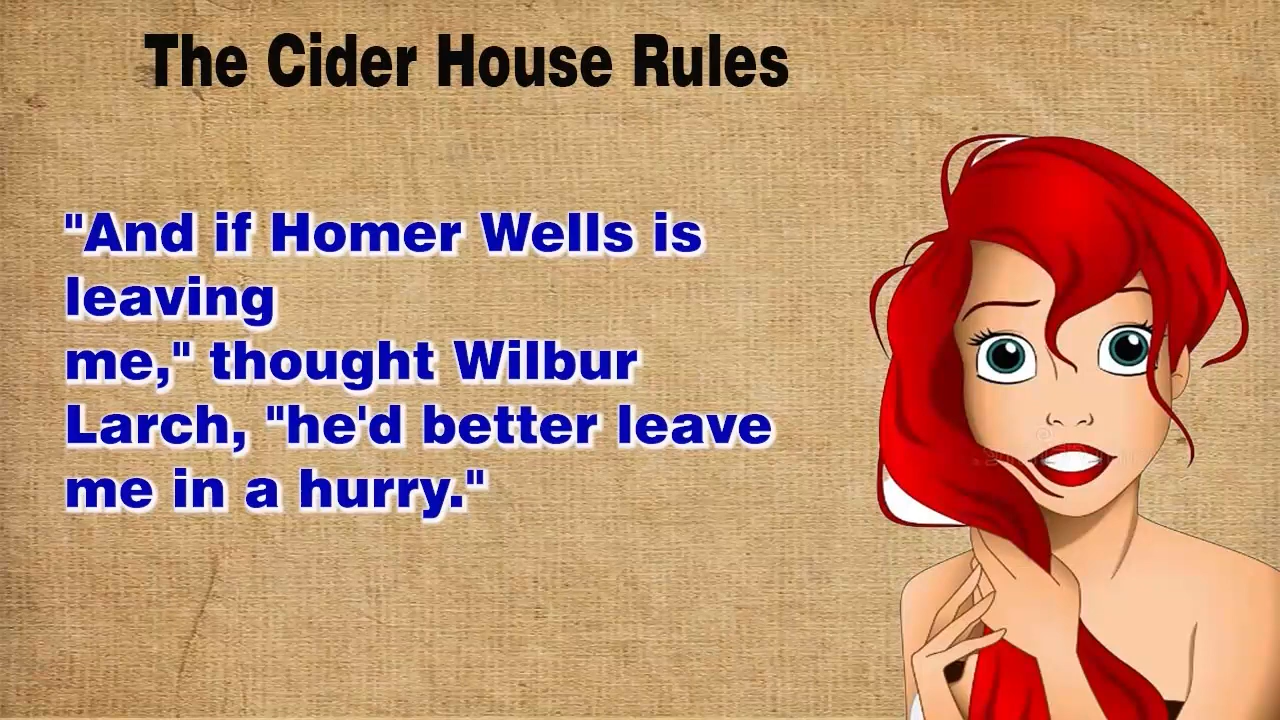 The Cider House Rules
"And if Homer Wells is
leaving
me," thought Wilbur
Larch, "he'd better leave
me in a hurry."